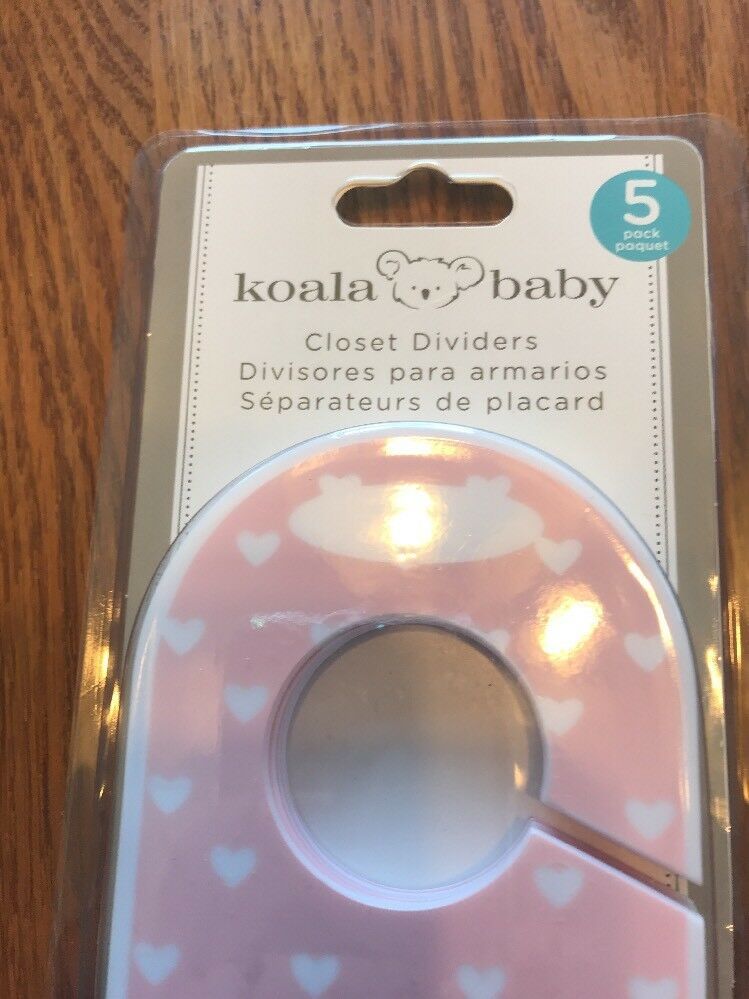 5
pack
paquet
koala baby
Closet Dividers
Divisores para armarios
Séparateurs de placard